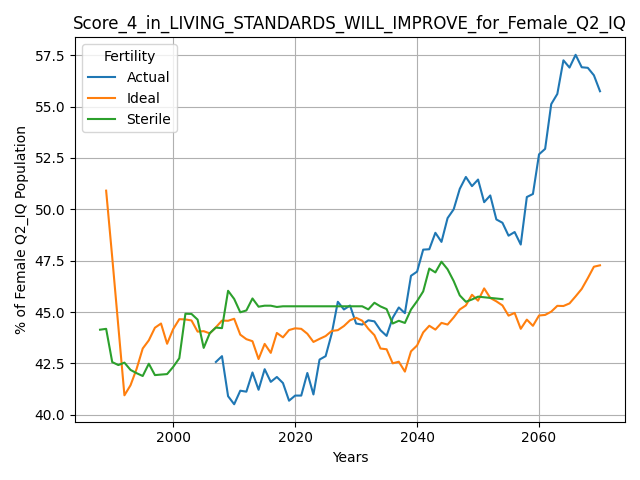 Score_4_in_LIVING_STANDARDS_WILL_IMPROVE_for_Female_Q2_IQ
Fertility
Actual
Ideal
Sterile
% of Female Q2_IQ Population
57.5
55.0
52.5
50.0
47.5
45.0
42.5
40.0
2000
2020
2040
2060
Years